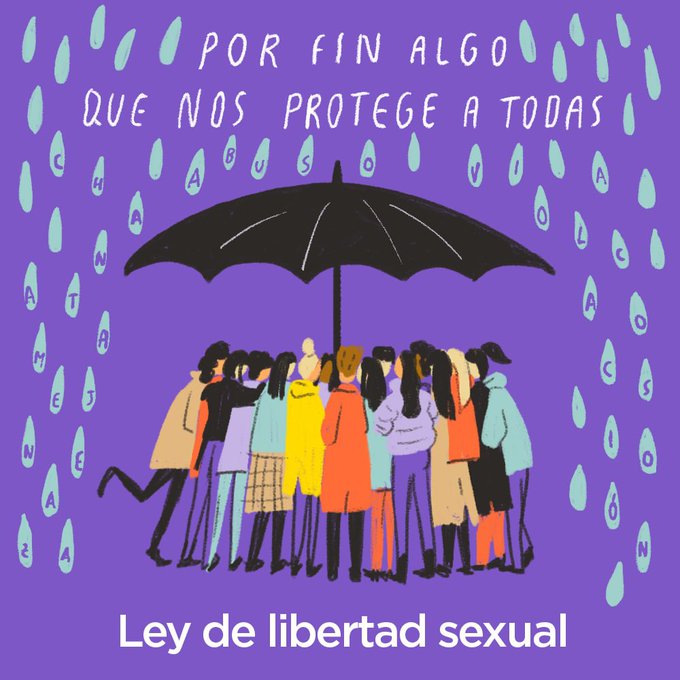 POR FIN ALGO
QUE NOS PROTEGE A TODAS
CHANTAJE
AMENAZA
ABUSO
VIOLACIÓN
ACOSO
Ley de libertad sexual